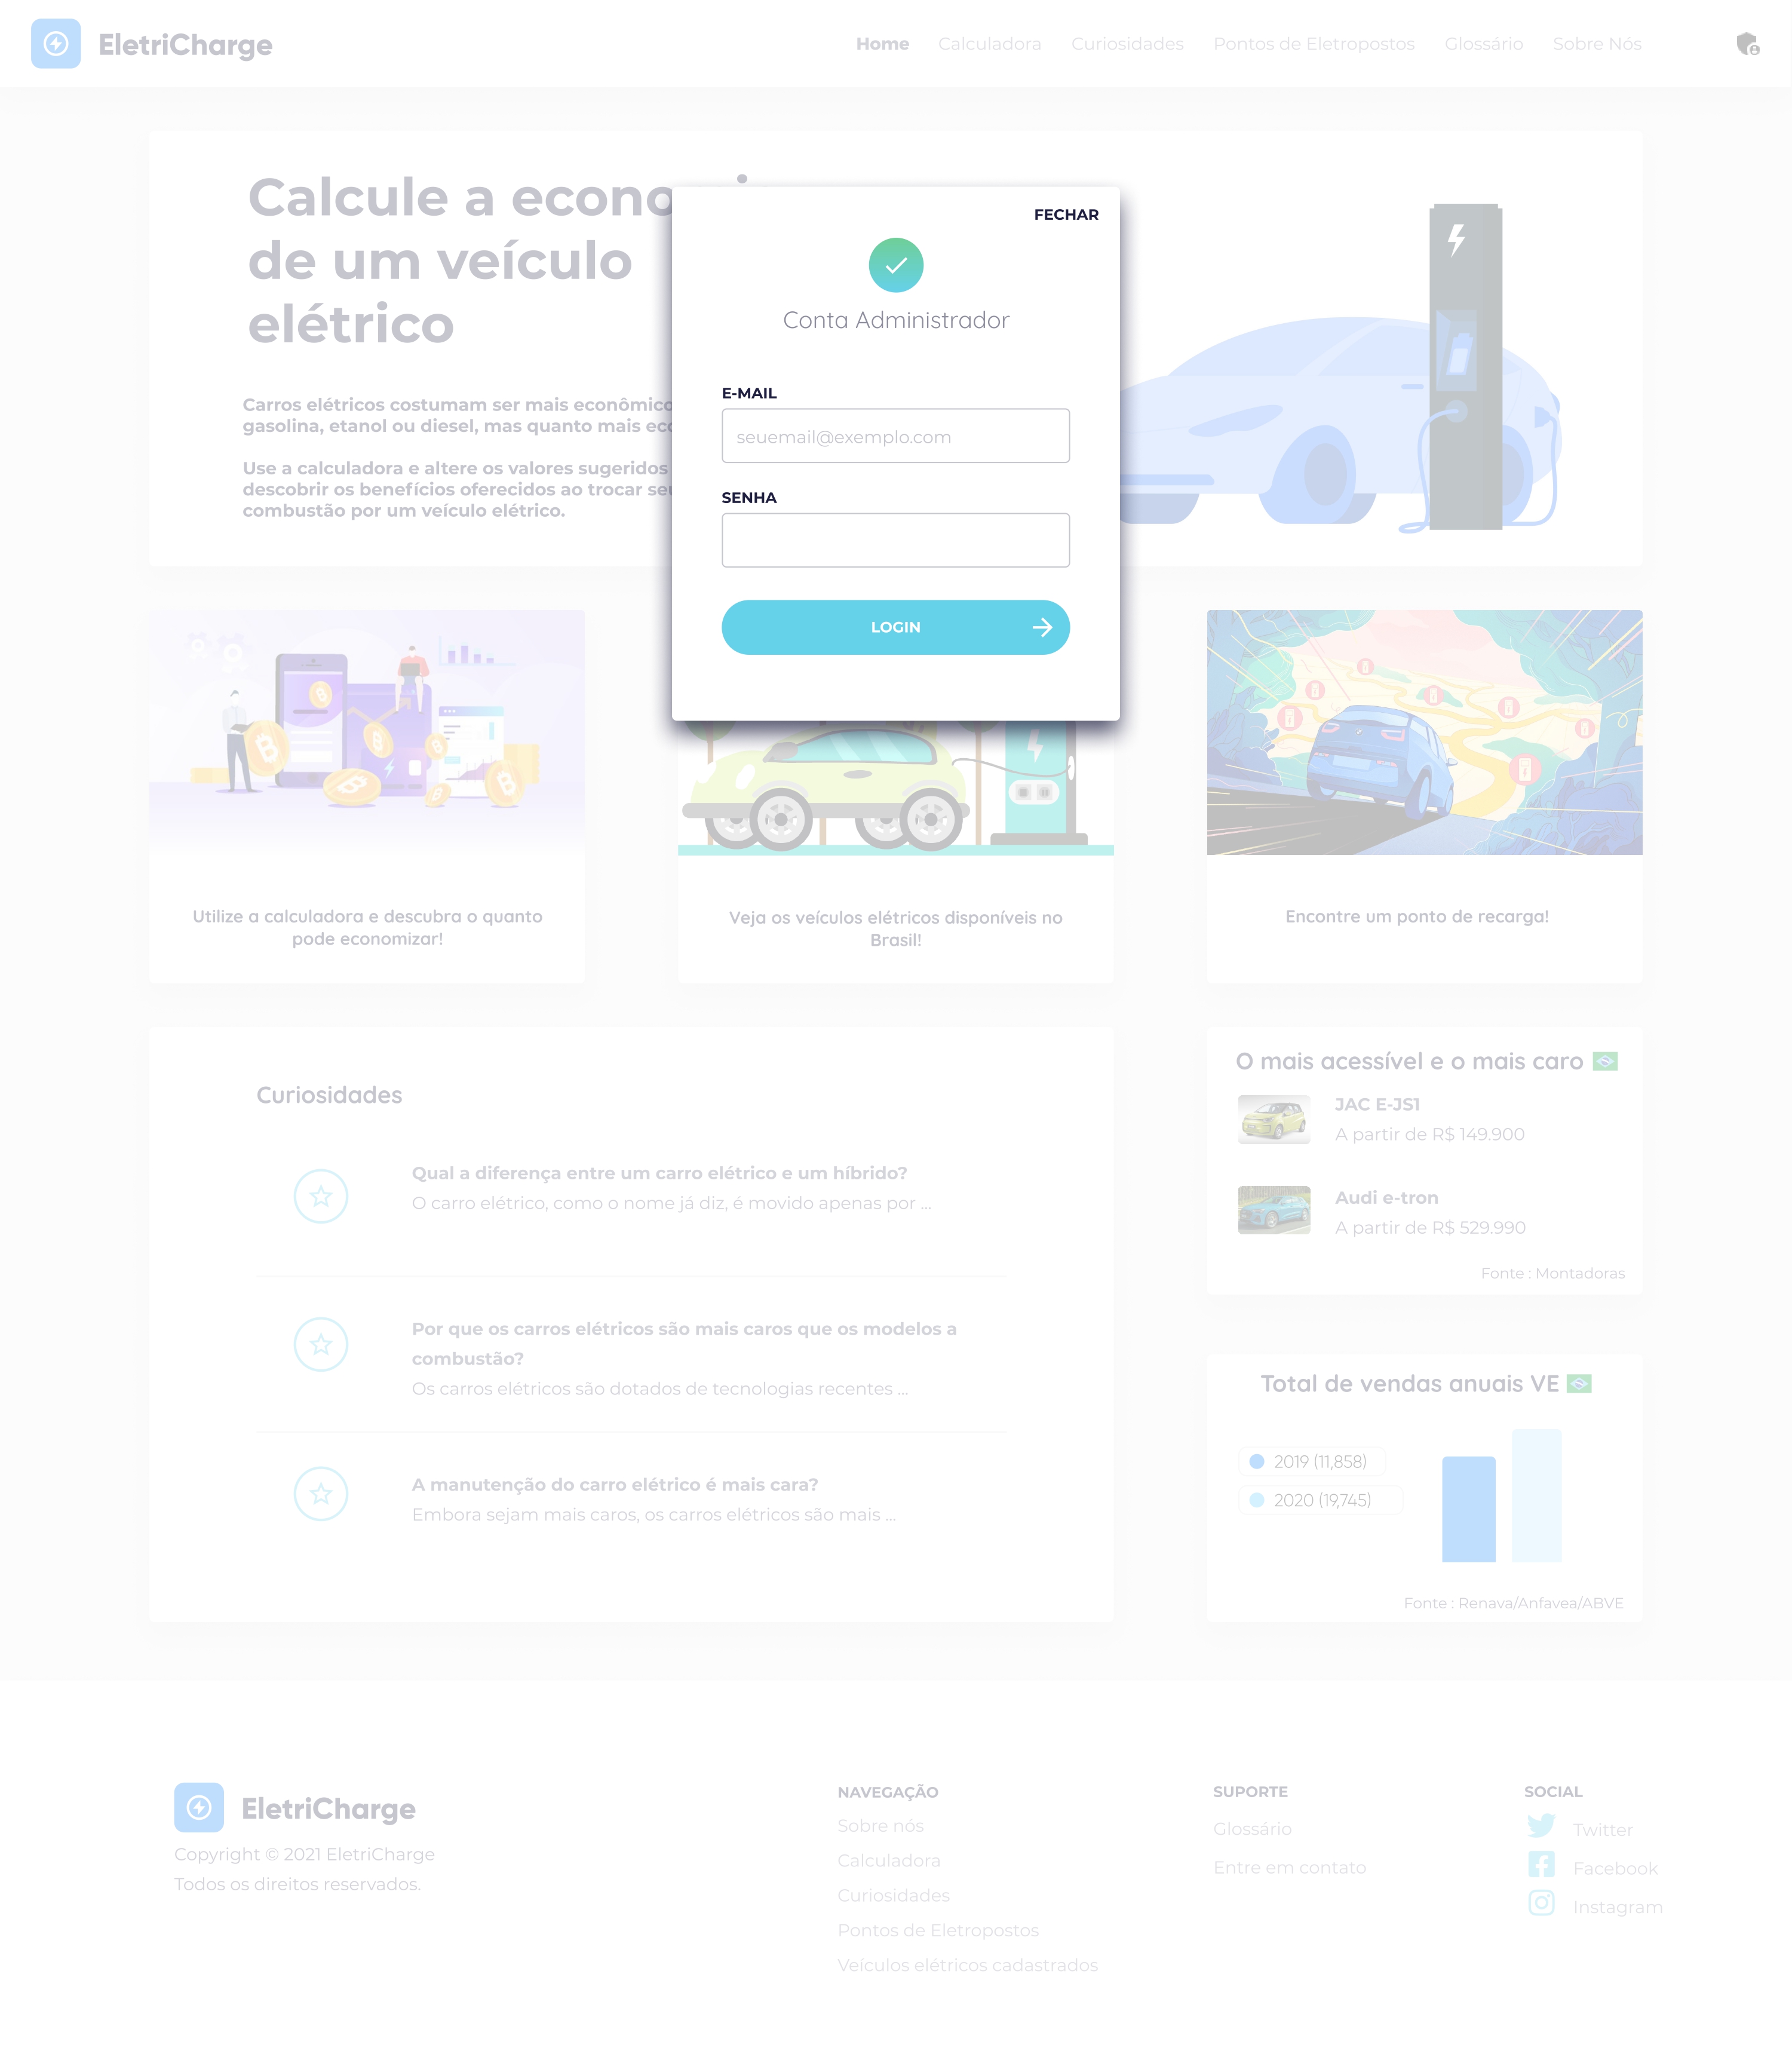 EletriCharge
Home Calculadora Curiosidades Pontos de Eletropostos Glossário Sobre Nós
Calcule a econo
de um veículo
elétrico
Carros elétricos costumam ser mais econômico
gasolina, etanol ou diesel, mas quanto mais
Use a calculadora e altere os valores sugeridos
descobrir os benefícios oferecidos ao trocar
combustão por um veículo elétrico.
FECHAR
Conta Administrador
E-MAIL
seuemail@exemplo.com
SENHA
LOGIN
Utilize a calculadora e descubra o quanto
pode economizar!
Veja os veículos elétricos disponíveis no
Brasil!
Encontre um ponto de recarga!
Curiosidades
Qual a diferença entre um carro elétrico e um híbrido?
O carro elétrico, como o nome já diz, é movido apenas por ...
Por que os carros elétricos são mais caros que os modelos a
combustão?
Os carros elétricos são dotados de tecnologias recentes ...
A manutenção do carro elétrico é mais cara?
Embora sejam mais caros, os carros elétricos são mais ...
O mais acessível e o mais caro
JAC E-JS1
A partir de R$ 149.900
Audi e-tron
A partir de R$ 529.990
Fonte : Montadoras
Total de vendas anuais VE
2019 (11,858)
2020 (19,745)
Fonte : Renava/Anfavea/ABVE
EletriCharge
Copyright © 2021 EletriCharge
Todos os direitos reservados.
NAVEGAÇÃO
Sobre nós
Calculadora
Curiosidades
Pontos de Eletropostos
Veículos elétricos cadastrados
SUPORTE
Glossário
Entre em contato
SOCIAL
Twitter
Facebook
Instagram